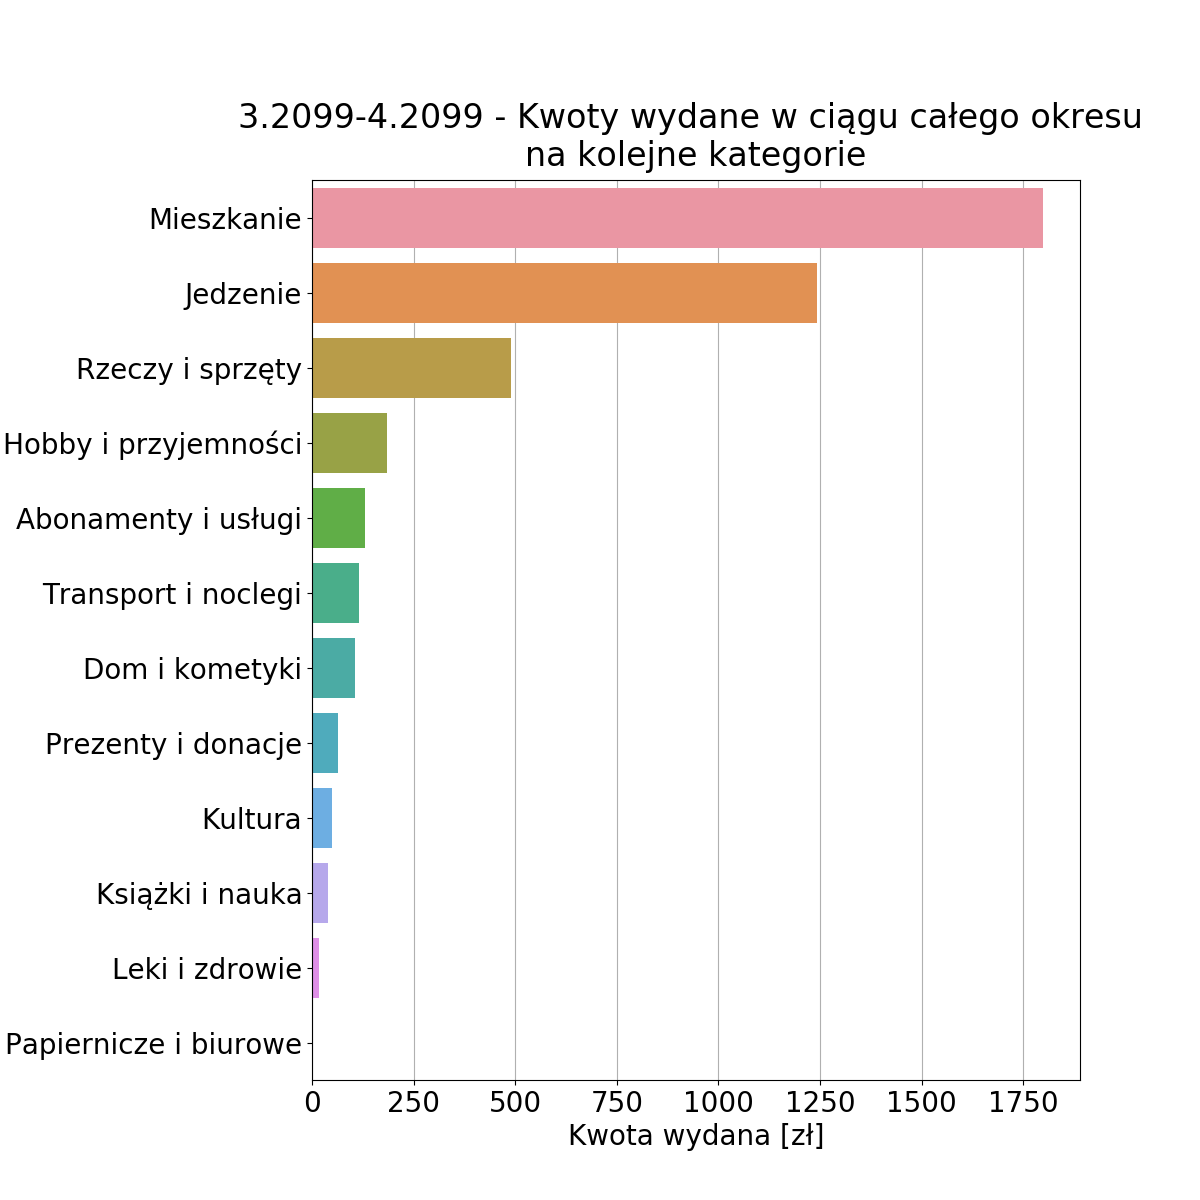 3.2099-4.2099 - Kwoty wydane w ciągu całego okresu
na kolejne kategorie
Mieszkanie
Jedzenie
Rzeczy i sprzęty
Hobby i przyjemności
Abonamenty i usługi
Transport i noclegi
Dom i kometyki
Prezenty i donacje
Kultura
Książki i nauka
Leki i zdrowie
Papiernicze i biurowe
0 250 500 750 1000 1250 1500 1750
Kwota wydana [zł]